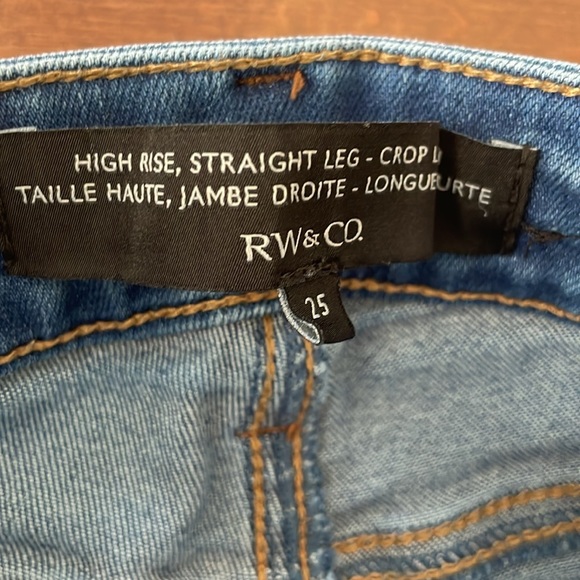 HIGH RISE, STRAIGHT LEG - CROP
TAILLE HAUTE, JAMBE DROITE -
RW&CO.
25